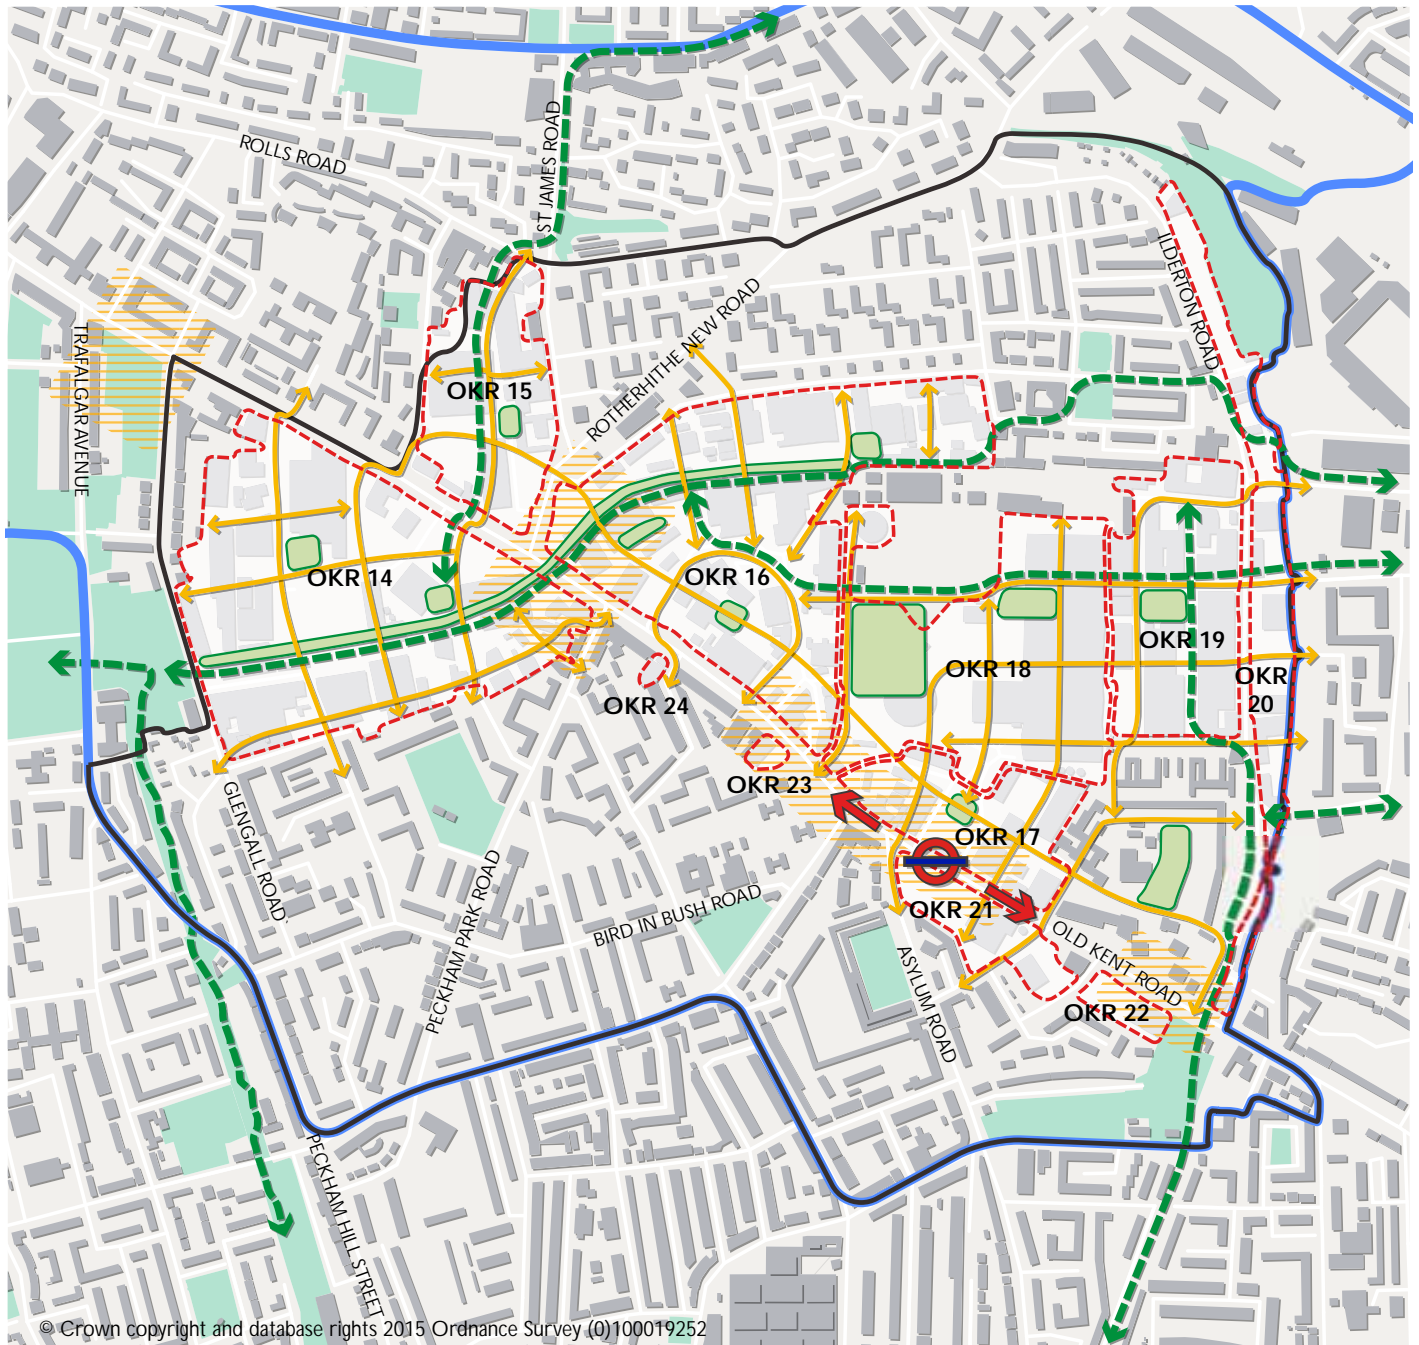 ROLLS ROAD
ST JAMES ROAD
ILDERTON ROAD
ROTHERHITHE NEW ROAD
TRAFALGAR AVENUE
OKR 15
OKR 14
OKR 16
OKR 19
OKR 18
OKR
20
OKR 24
OKR 23
OKR 17
GLENGALL ROAD
PECKHAM PARK ROAD
BIRD IN BUSH ROAD
OKR 21
OLD KENT ROAD
ASYLUM ROAD
OKR 22
PECKHAM HILL STREET
© Crown copyright and database rights 2015 Ordnance Survey (0)100019252